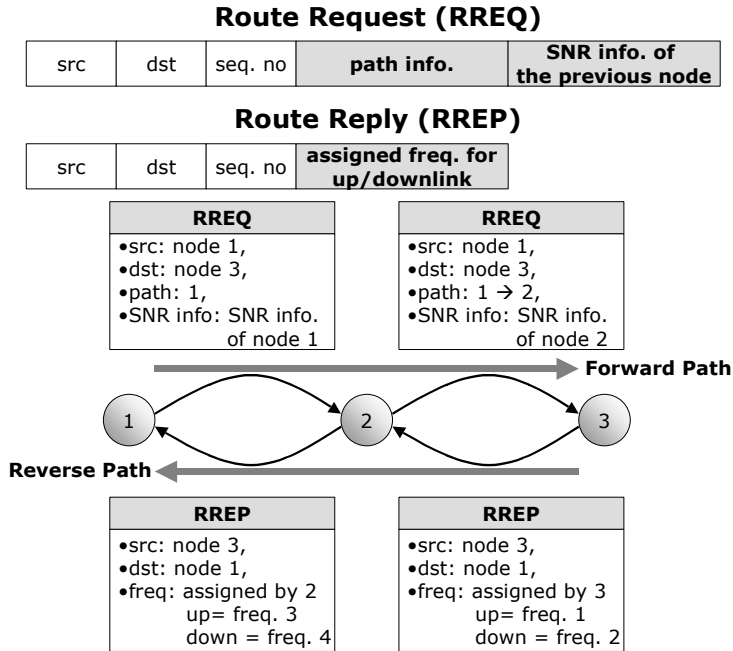 Route Request (RREQ)
src dst seq. no path info. SNR info. of
the previous node
Route Reply (RREP)
src dst seq. no assigned freq. for
up/downlink
RREQ
•src: node 1,
•dst: node 3,
•path: 1,
•SNR info: SNR info.
of node 1
RREQ
•src: node 1,
•dst: node 3,
•path: 1 → 2,
•SNR info: SNR info.
of node 2
Forward Path
1 2 3
Reverse Path
RREP
•src: node 3,
•dst: node 1,
•freq: assigned by 2
up= freq. 3
down = freq. 4
RREP
•src: node 3,
•dst: node 1,
•freq: assigned by 3
up= freq. 1
down = freq. 2